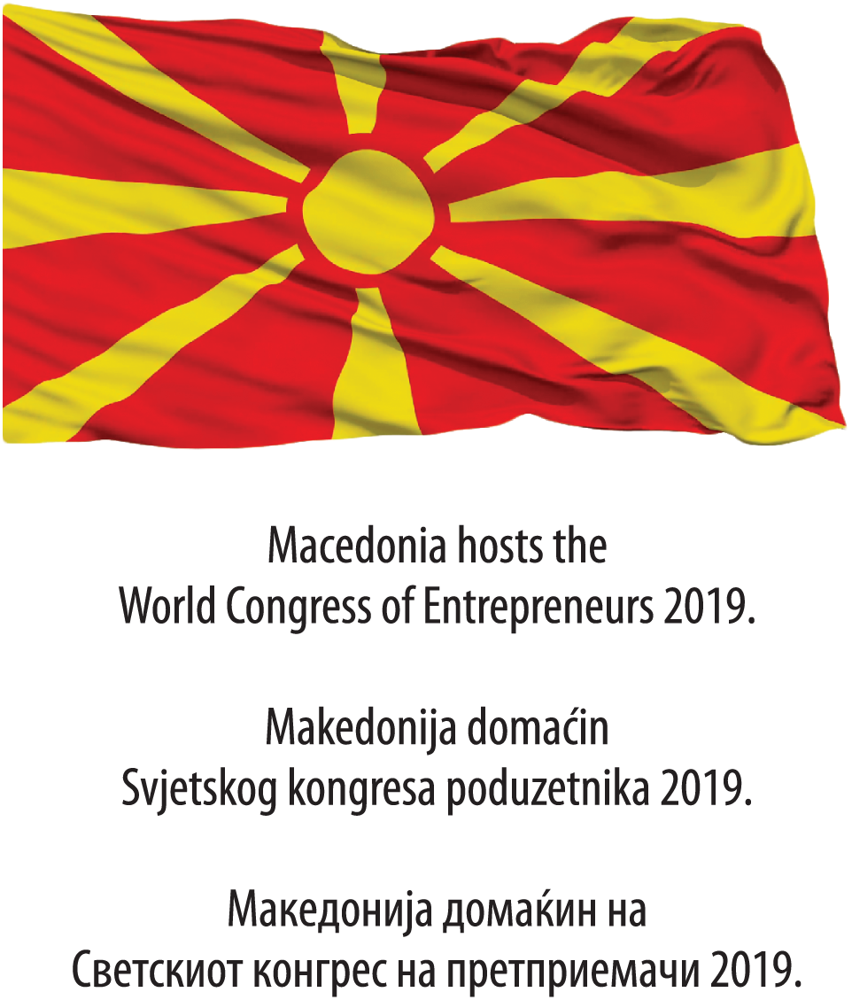 Macedonia hosts the
World Congress of Entrepreneurs 2019.
Makedonija domaćin
Svjetskog kongresa poduzetnika 2019.
Македонија домаќин на
Светскиот конгрес на претприемачи 2019.